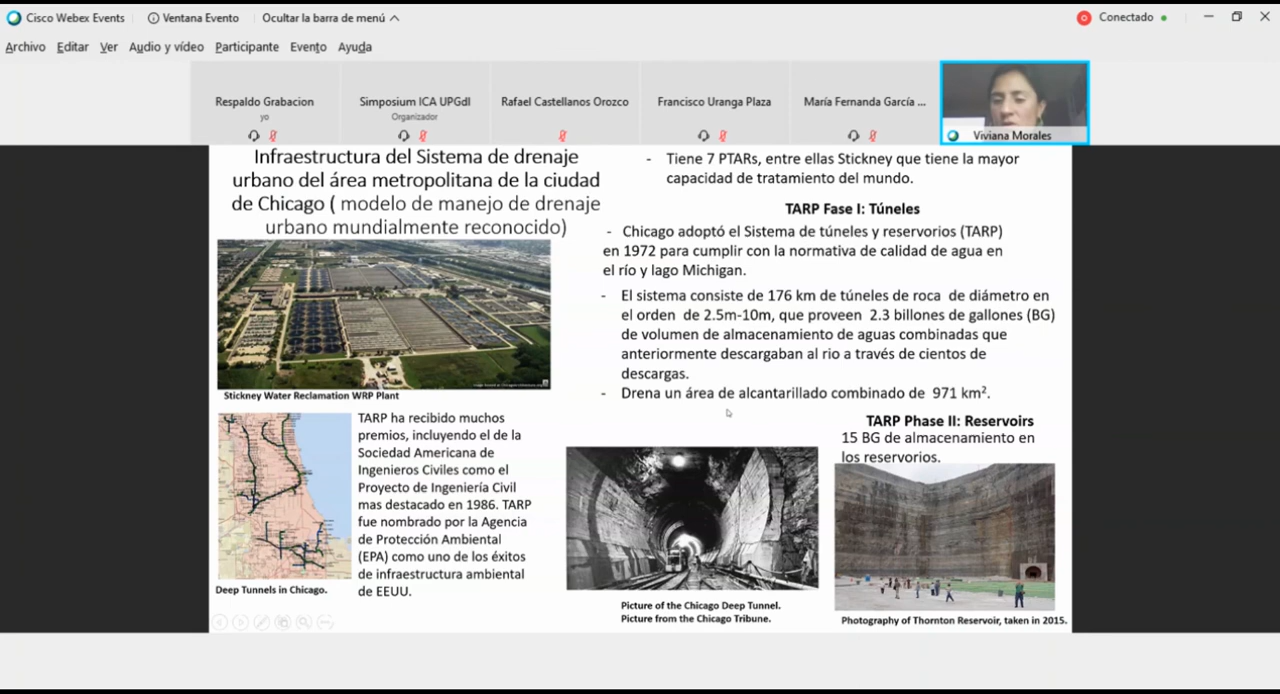 Cisco Webex Events
Ventana Evento
Ocultar la barra de menú
Conectado
Archivo Editar Ver Audio y vídeo Participante Evento Ayuda
Respaldo Grabacion
yo
Simposium ICA UPGdl
Organizador
Rafael Castellanos Orozco
Francisco Uranga Plaza
María Fernanda García ...
Viviana Morales
Infraestructura del Sistema de drenaje
urbano del área metropolitana de la ciudad
de Chicago ( modelo de manejo de drenaje
urbano mundialmente reconocido)
Stickney Water Reclamation WRP Plant
Deep Tunnels in Chicago.
TARP ha recibido muchos
premios, incluyendo el de la
Sociedad Americana de
Ingenieros Civiles como el
Proyecto de Ingeniería Civil
mas destacado en 1986. TARP
fue nombrado por la Agencia
de Protección Ambiental
(EPA) como uno de los éxitos
de infraestructura ambiental
de EEUU.
- Tiene 7 PTARs, entre ellas Stickney que tiene la mayor
capacidad de tratamiento del mundo.
TARP Fase I: Túneles
- Chicago adoptó el Sistema de túneles y reservorios (TARP)
en 1972 para cumplir con la normativa de calidad de agua en
el río y lago Michigan.
- El sistema consiste de 176 km de túneles de roca de diámetro en
el orden de 2.5m-10m, que proveen 2.3 billones de gallones (BG)
de volumen de almacenamiento de aguas combinadas que
anteriormente descargaban al rio a través de cientos de
descargas.
- Drena un área de alcantarillado combinado de 971 km².
Picture of the Chicago Deep Tunnel.
Picture from the Chicago Tribune.
TARP Phase II: Reservoirs
15 BG de almacenamiento en
los reservorios.
Photography of Thornton Reservoir, taken in 2015.